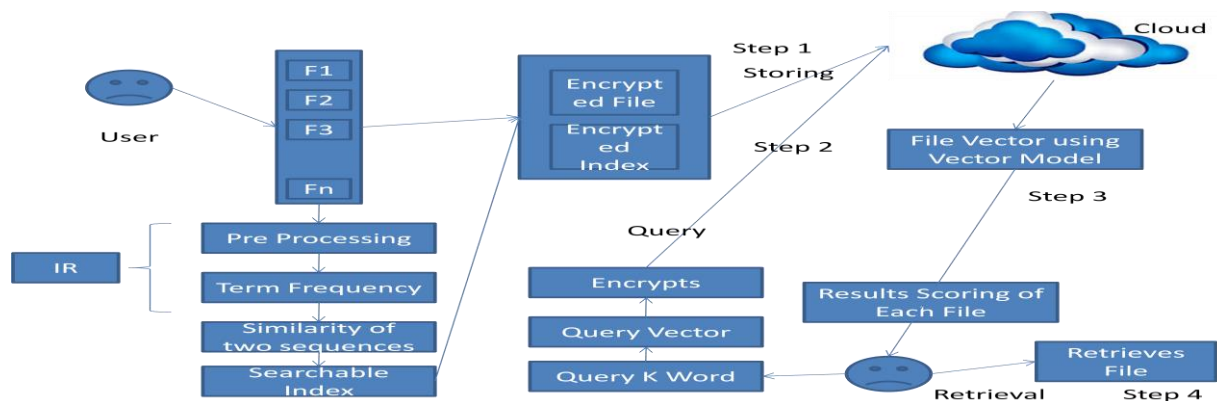 User
F1
F2
F3
Fn
Pre Processing
Term Frequency
Similarity of
two sequences
Searchable
Index
IR
Encrypt
ed File
Encrypt
ed
Index
Step 1
Storing
Cloud
Step 2
Query
Encrypts
Query Vector
Query K Word
File Vector using
Vector Model
Step 3
Results Scoring of
Each File
Retrieval
Retrieves
File
Step 4